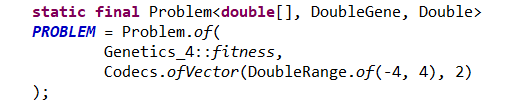 static final Problem<double[], DoubleGene, Double>
PROBLEM = Problem.of(
Genetics_4::fitness,
Codecs.ofVector(DoubleRange.of(-4, 4), 2)
);